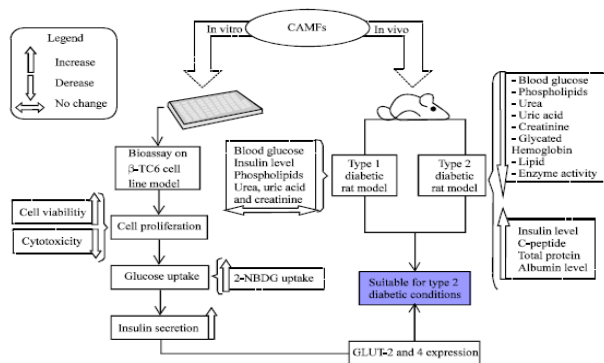 Legend
Increase
Derease
No change
In vitro
CAMFs
In vivo
Bioassay on
β-TC6 cell
line model
Cell viabilitiy
Cytotoxicity
Cell proliferation
Glucose uptake
2-NBDG uptake
Insulin secretion
Blood glucose
Insulin level
Phospholipids
Urea, uric acid
and creatinine
Type 1
diabetic
rat model
Type 2
diabetic
rat model
- Blood glucose
- Phospholipids
- Urea
- Uric acid
- Creatinine
- Glycated
Hemoglobin
- Lipid
- Enzyme activity
Insulin level
C-peptide
Total protein
Albumin level
Suitable for type 2
diabetic conditions
GLUT-2 and 4 expression